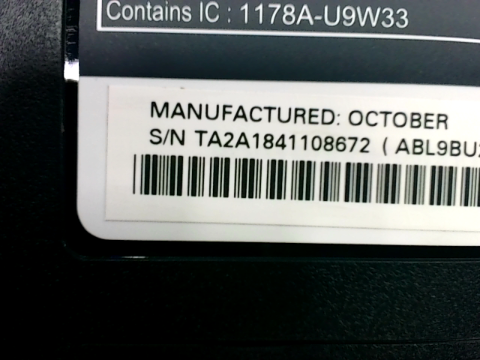 Contains IC : 1178A-U9W33
MANUFACTURED: OCTOBER
S/N TA2A1841108672 ( ABL9BU